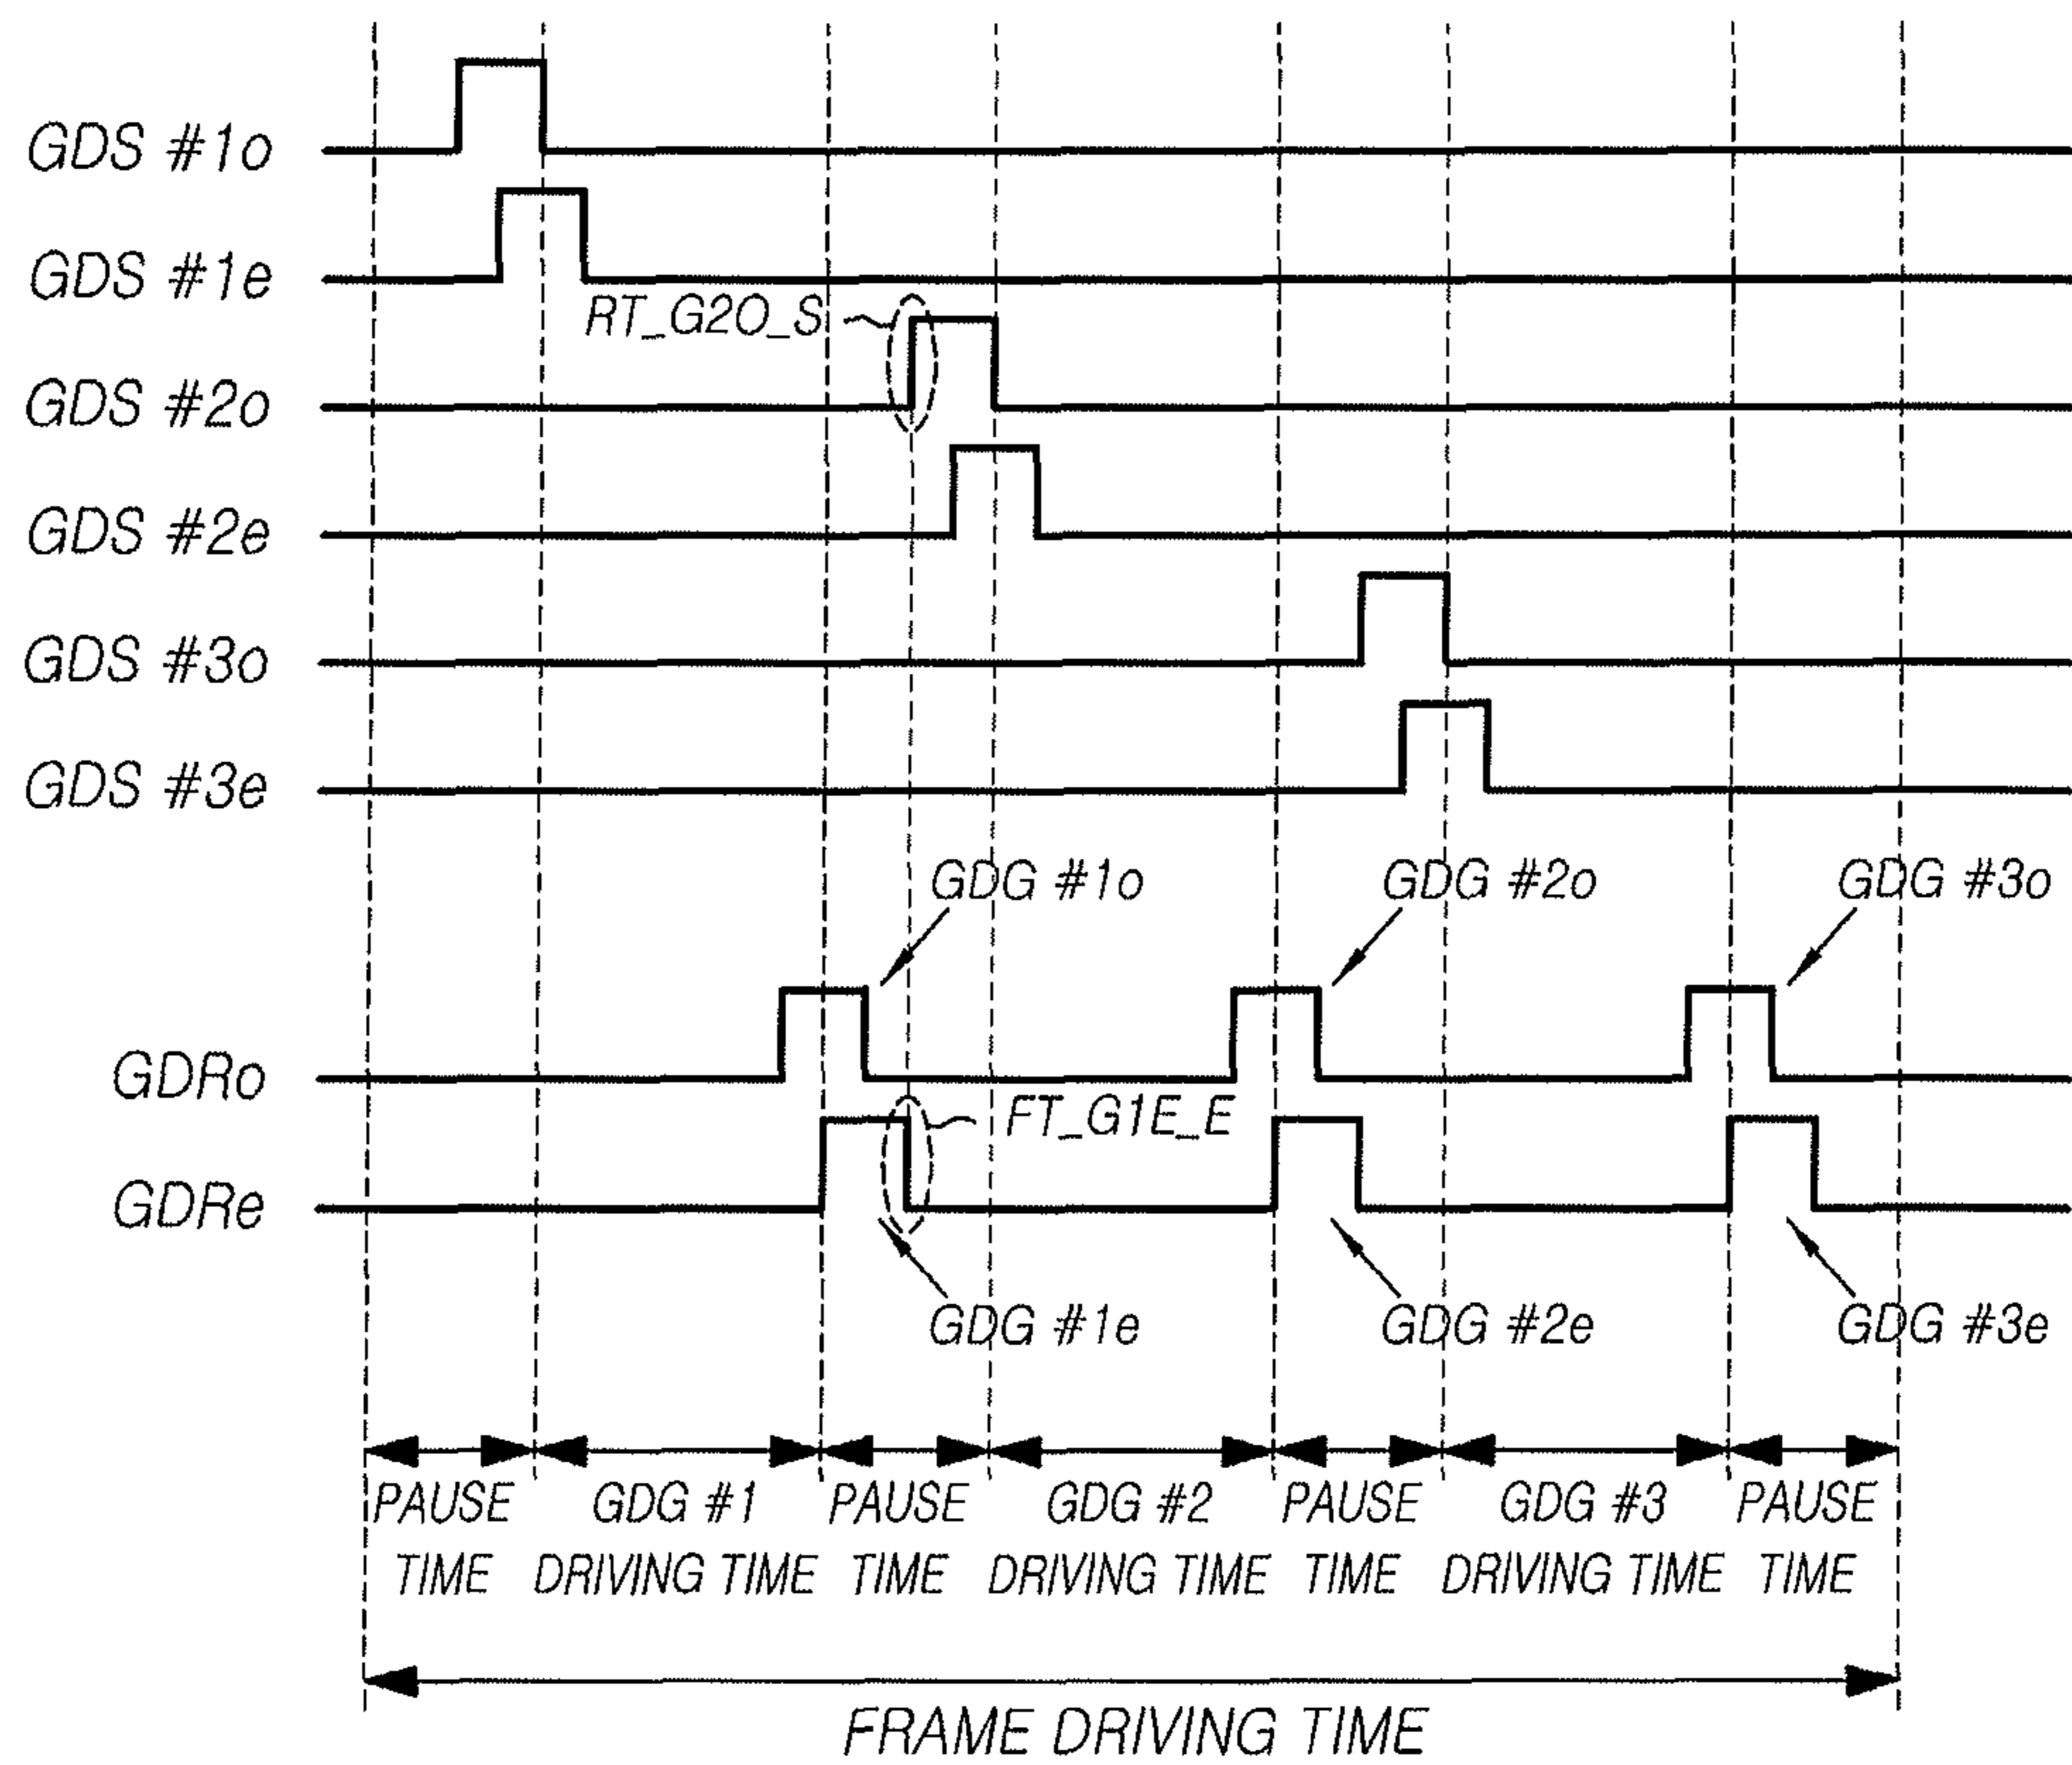 GDS #1o
GDS #1e
RT_G2O_S
GDS #2o
GDS #2e
GDS #3o
GDS #3e
GDG #1o
GDG #2o
GDG #3o
GDRo
FT_G1E_E
GDRe
GDG #1e
GDG #2e
GDG #3e
PAUSE TIME
GDG #1 DRIVING TIME
PAUSE TIME
GDG #2 DRIVING TIME
PAUSE TIME
GDG #3 DRIVING TIME
PAUSE TIME
FRAME DRIVING TIME